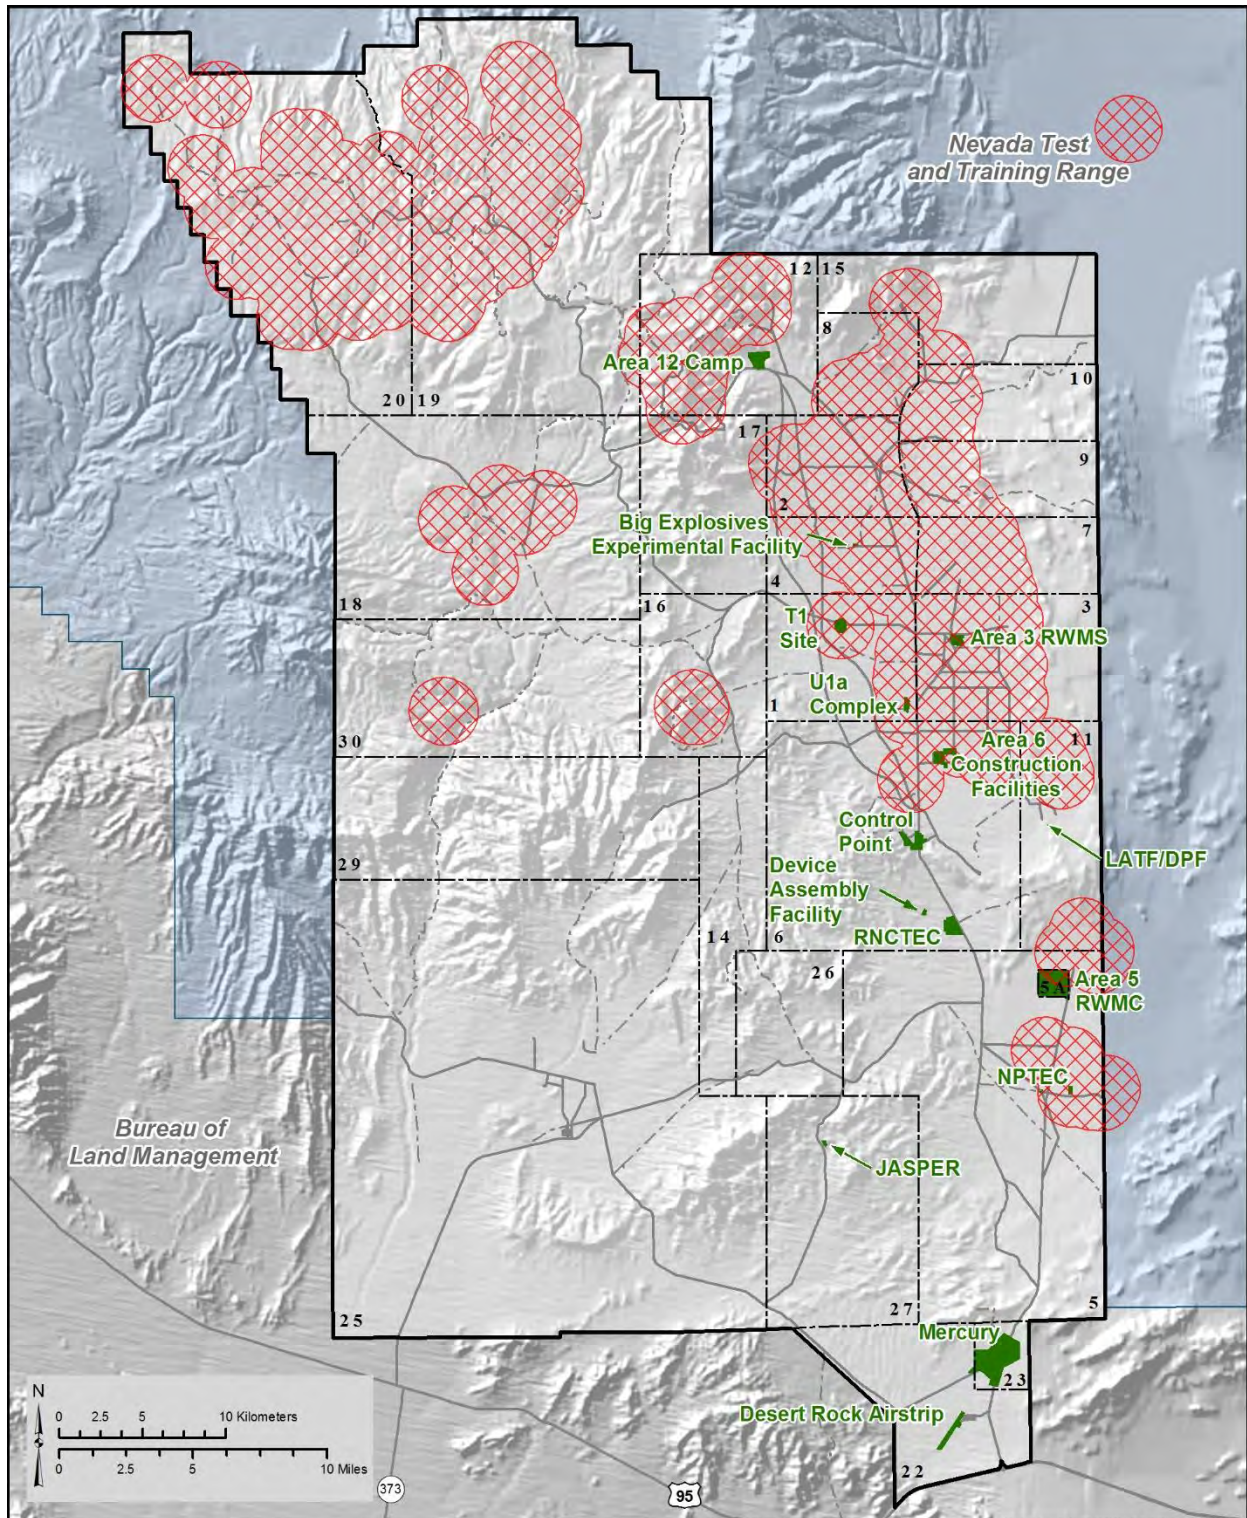 Nevada Test
and Training Range
12
15
8
Area 12 Camp
10
20
19
17
9
2
Big Explosives
Experimental Facility
7
4
18
16
3
T1
Site
Area 3 RWMS
U1a
Complex
1
30
Area 6
Construction
Facilities
11
Control
Point
LATF/DPF
29
Device
Assembly
Facility
RNCTEC
14
6
26
Area 5
RWMC
5A
NPTEC
Bureau of
Land Management
JASPER
25
27
5
Mercury
23
Desert Rock Airstrip
22
N
0 2.5 5 10 Kilometers
0 2.5 5 10 Miles
373
95